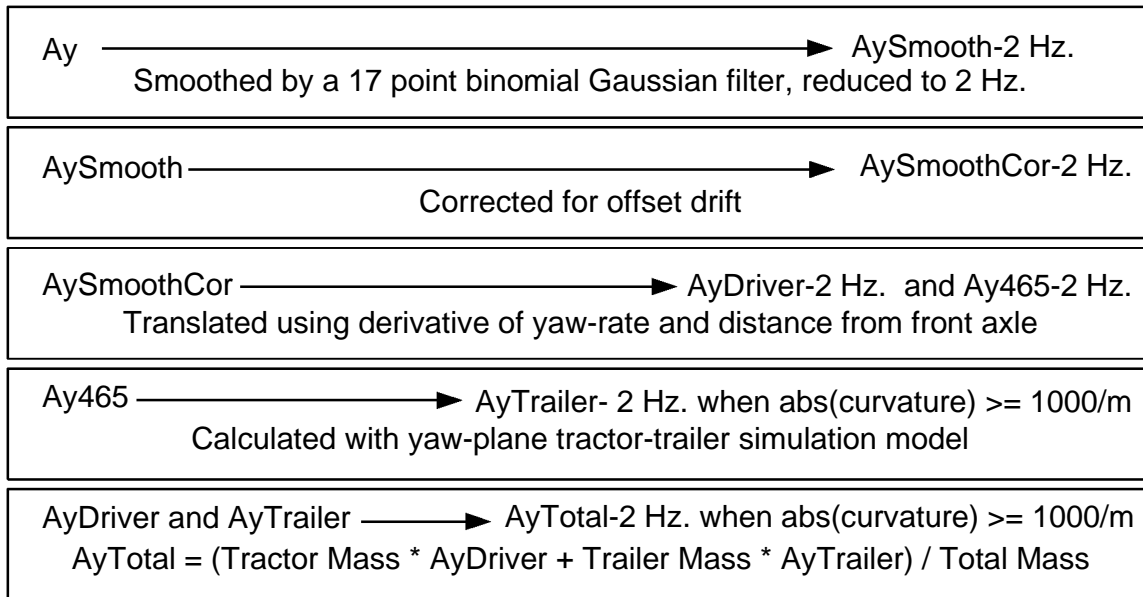 Ay AySmooth-2 Hz.
Smoothed by a 17 point binomial Gaussian filter, reduced to 2 Hz.
AySmooth AySmoothCor-2 Hz.
Corrected for offset drift
AySmoothCor AyDriver-2 Hz. and Ay465-2 Hz.
Translated using derivative of yaw-rate and distance from front axle
Ay465 AyTrailer- 2 Hz. when abs(curvature) >= 1000/m
Calculated with yaw-plane tractor-trailer simulation model
AyDriver and AyTrailer AyTotal-2 Hz. when abs(curvature) >= 1000/m
AyTotal = (Tractor Mass * AyDriver + Trailer Mass * AyTrailer) / Total Mass